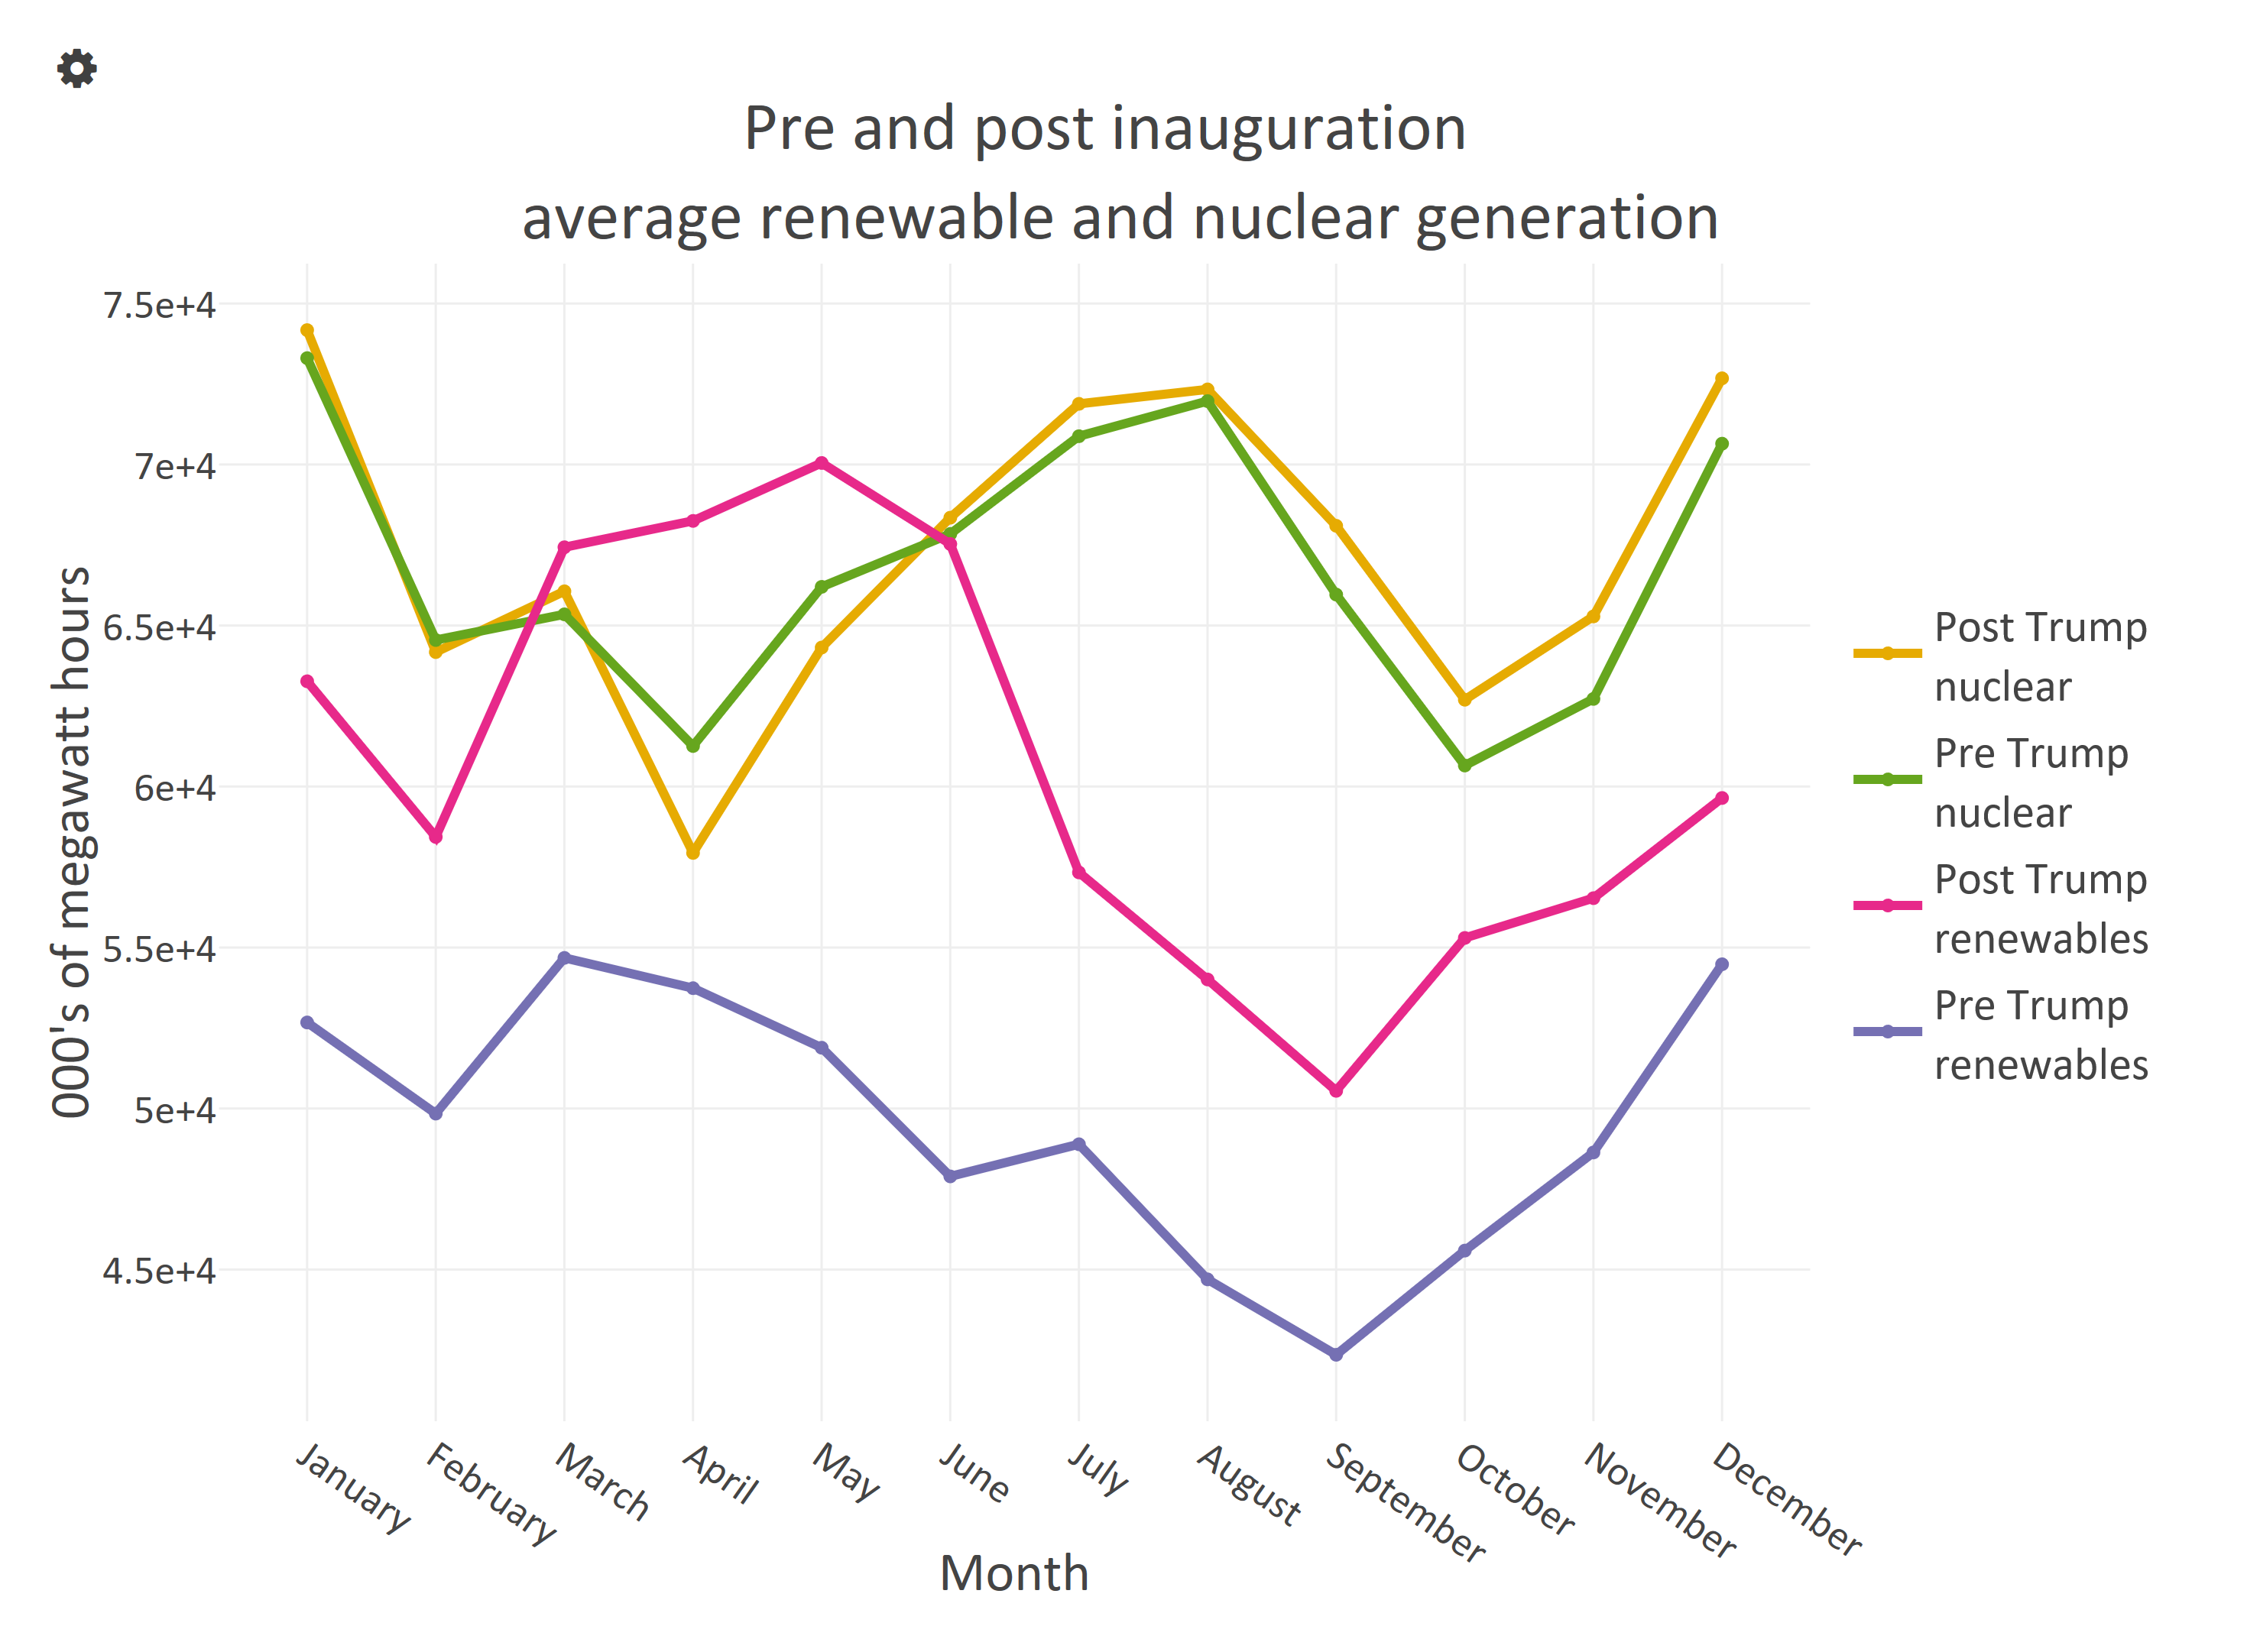 Pre and post inauguration
average renewable and nuclear generation
7.5e+4
7e+4
6.5e+4
6e+4
5.5e+4
5e+4
4.5e+4
000's of megawatt hours
January
February
March
April
May
June
July
August
September
October
November
December
Month
Post Trump
nuclear
Pre Trump
nuclear
Post Trump
renewables
Pre Trump
renewables